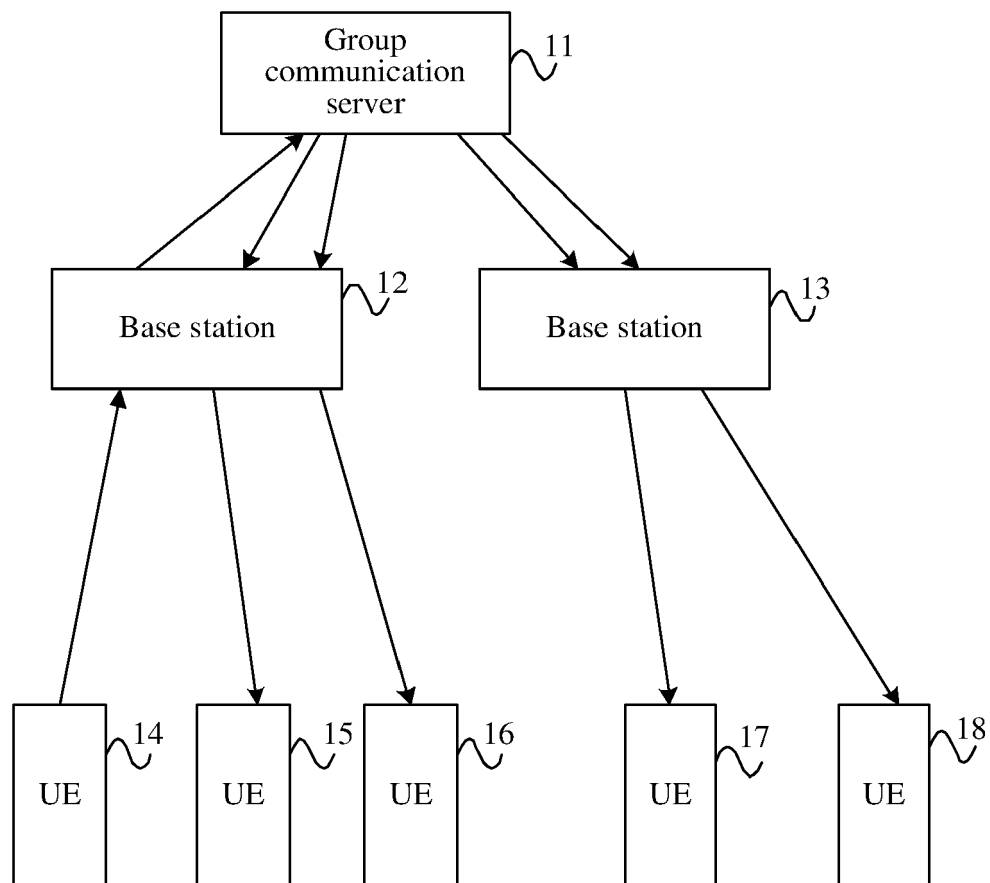 Group
communication
server
11
Base station
12
Base station
13
UE
14
UE
15
UE
16
UE
17
UE
18